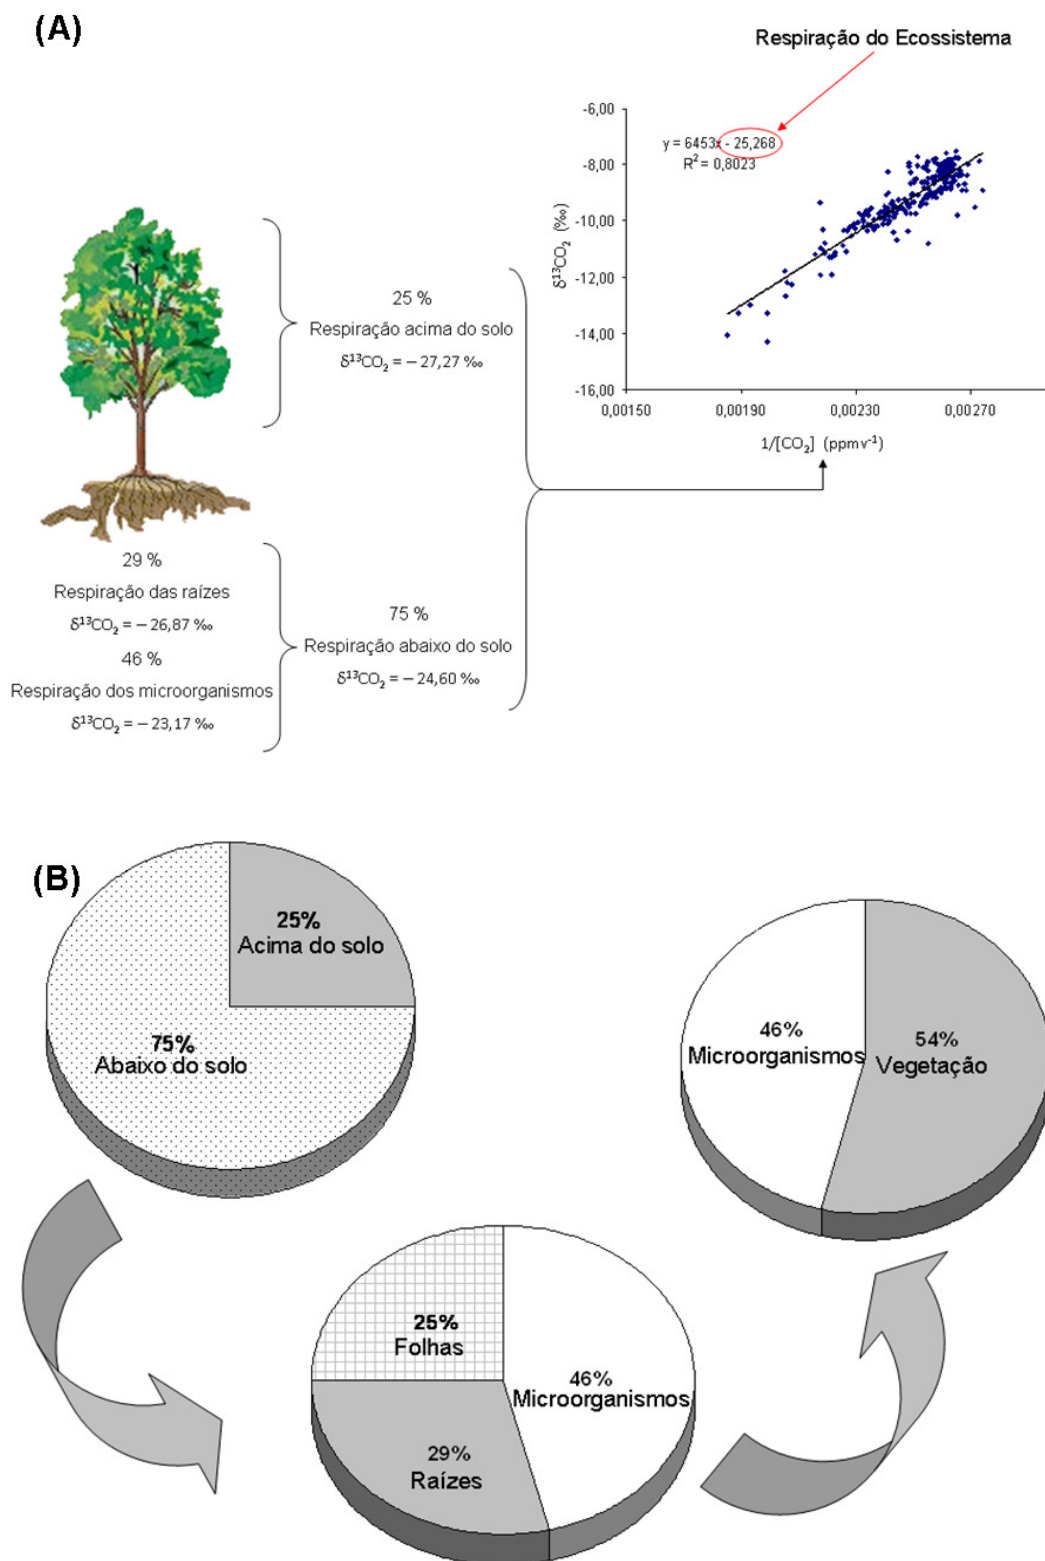 (A)
Respiração do Ecossistema
y = 6453x - 25,268
R² = 0,8023
-6,00
-8,00
-10,00
-12,00
-14,00
-16,00
δ¹³CO₂ (‰)
0,00150 0,00190 0,00230 0,00270
1/[CO₂] (ppmv⁻¹)
25 %
Respiração acima do solo
δ¹³CO₂ = – 27,27 ‰
29 %
Respiração das raízes
δ¹³CO₂ = – 26,87 ‰
46 %
Respiração dos microorganismos
δ¹³CO₂ = – 23,17 ‰
75 %
Respiração abaixo do solo
δ¹³CO₂ = – 24,60 ‰
(B)
25%
Acima do solo
75%
Abaixo do solo
25%
Folhas
46%
Microorganismos
29%
Raízes
46%
Microorganismos
54%
Vegetação